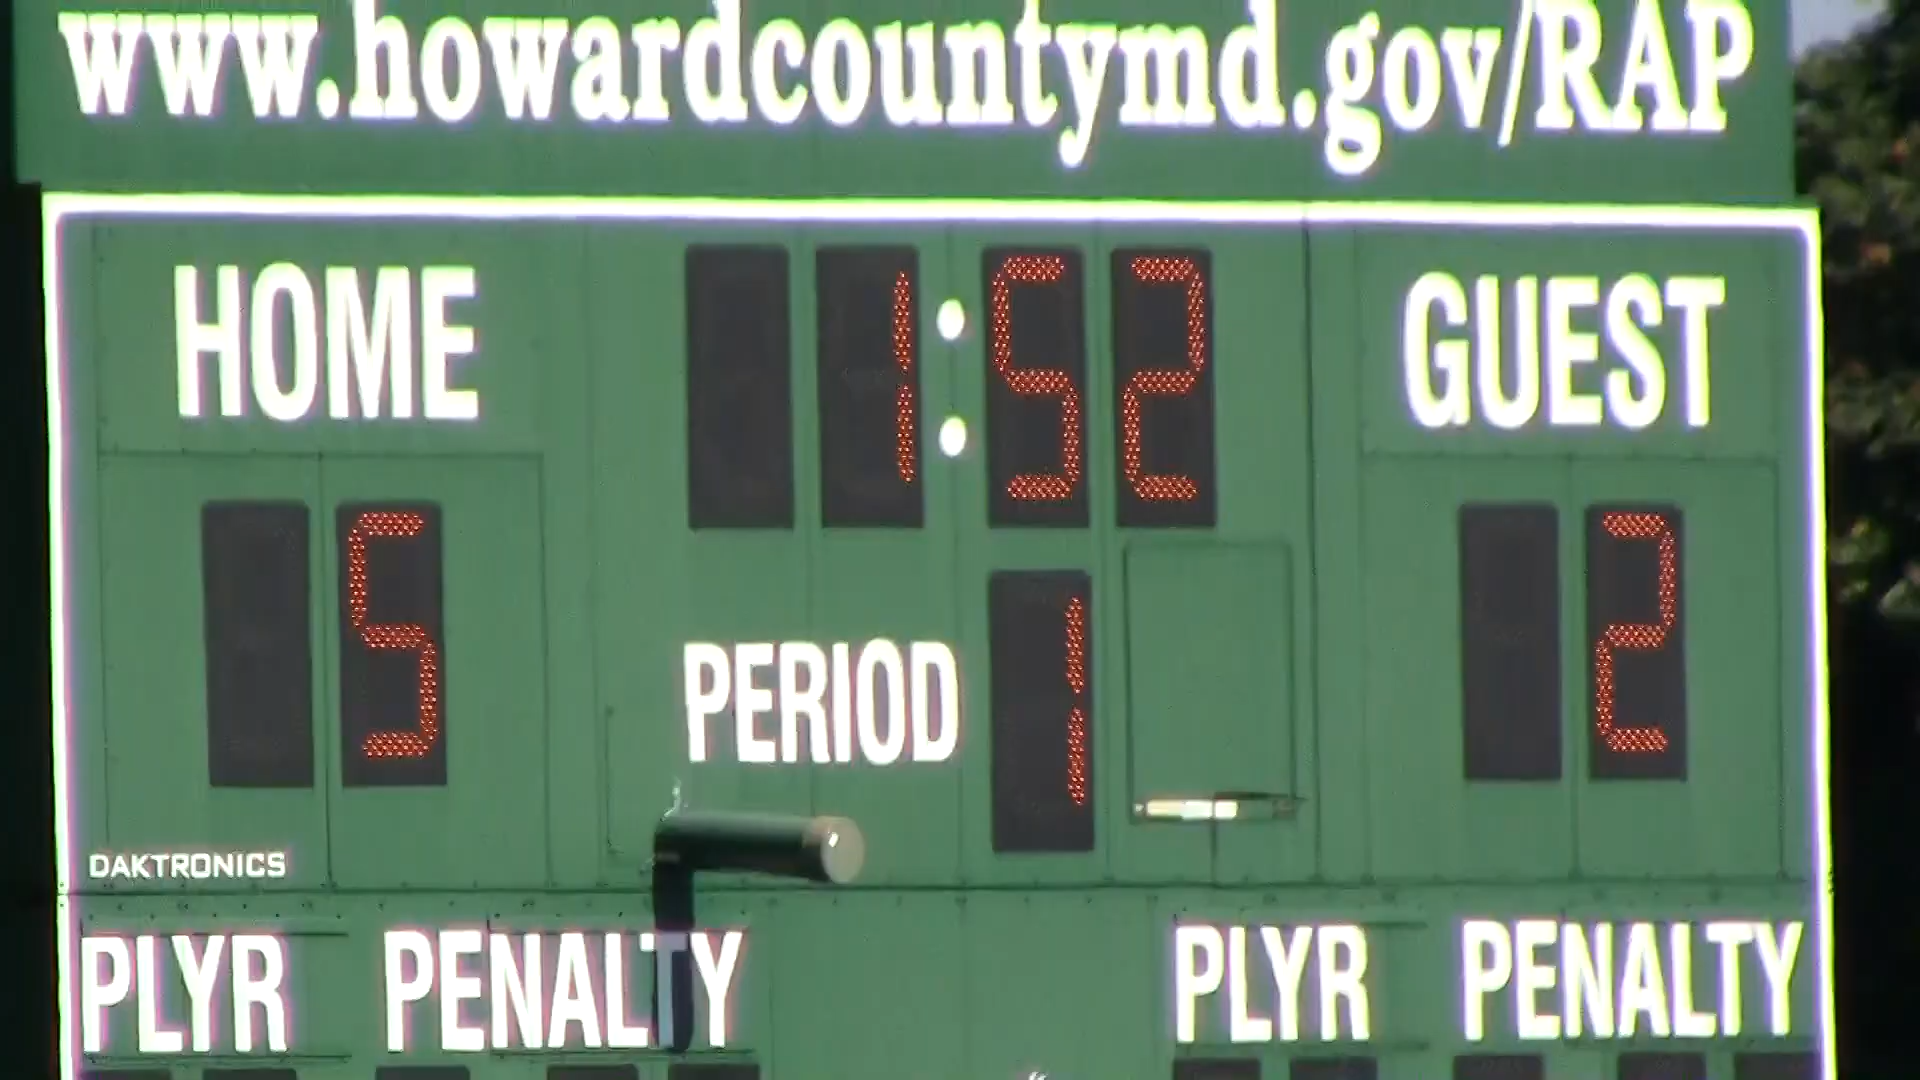 www.howardcountymd.gov/RAP
HOME 1:52 GUEST
5 PERIOD 1 2
DAKTRONICS
PLYR PENALTY PLYR PENALTY